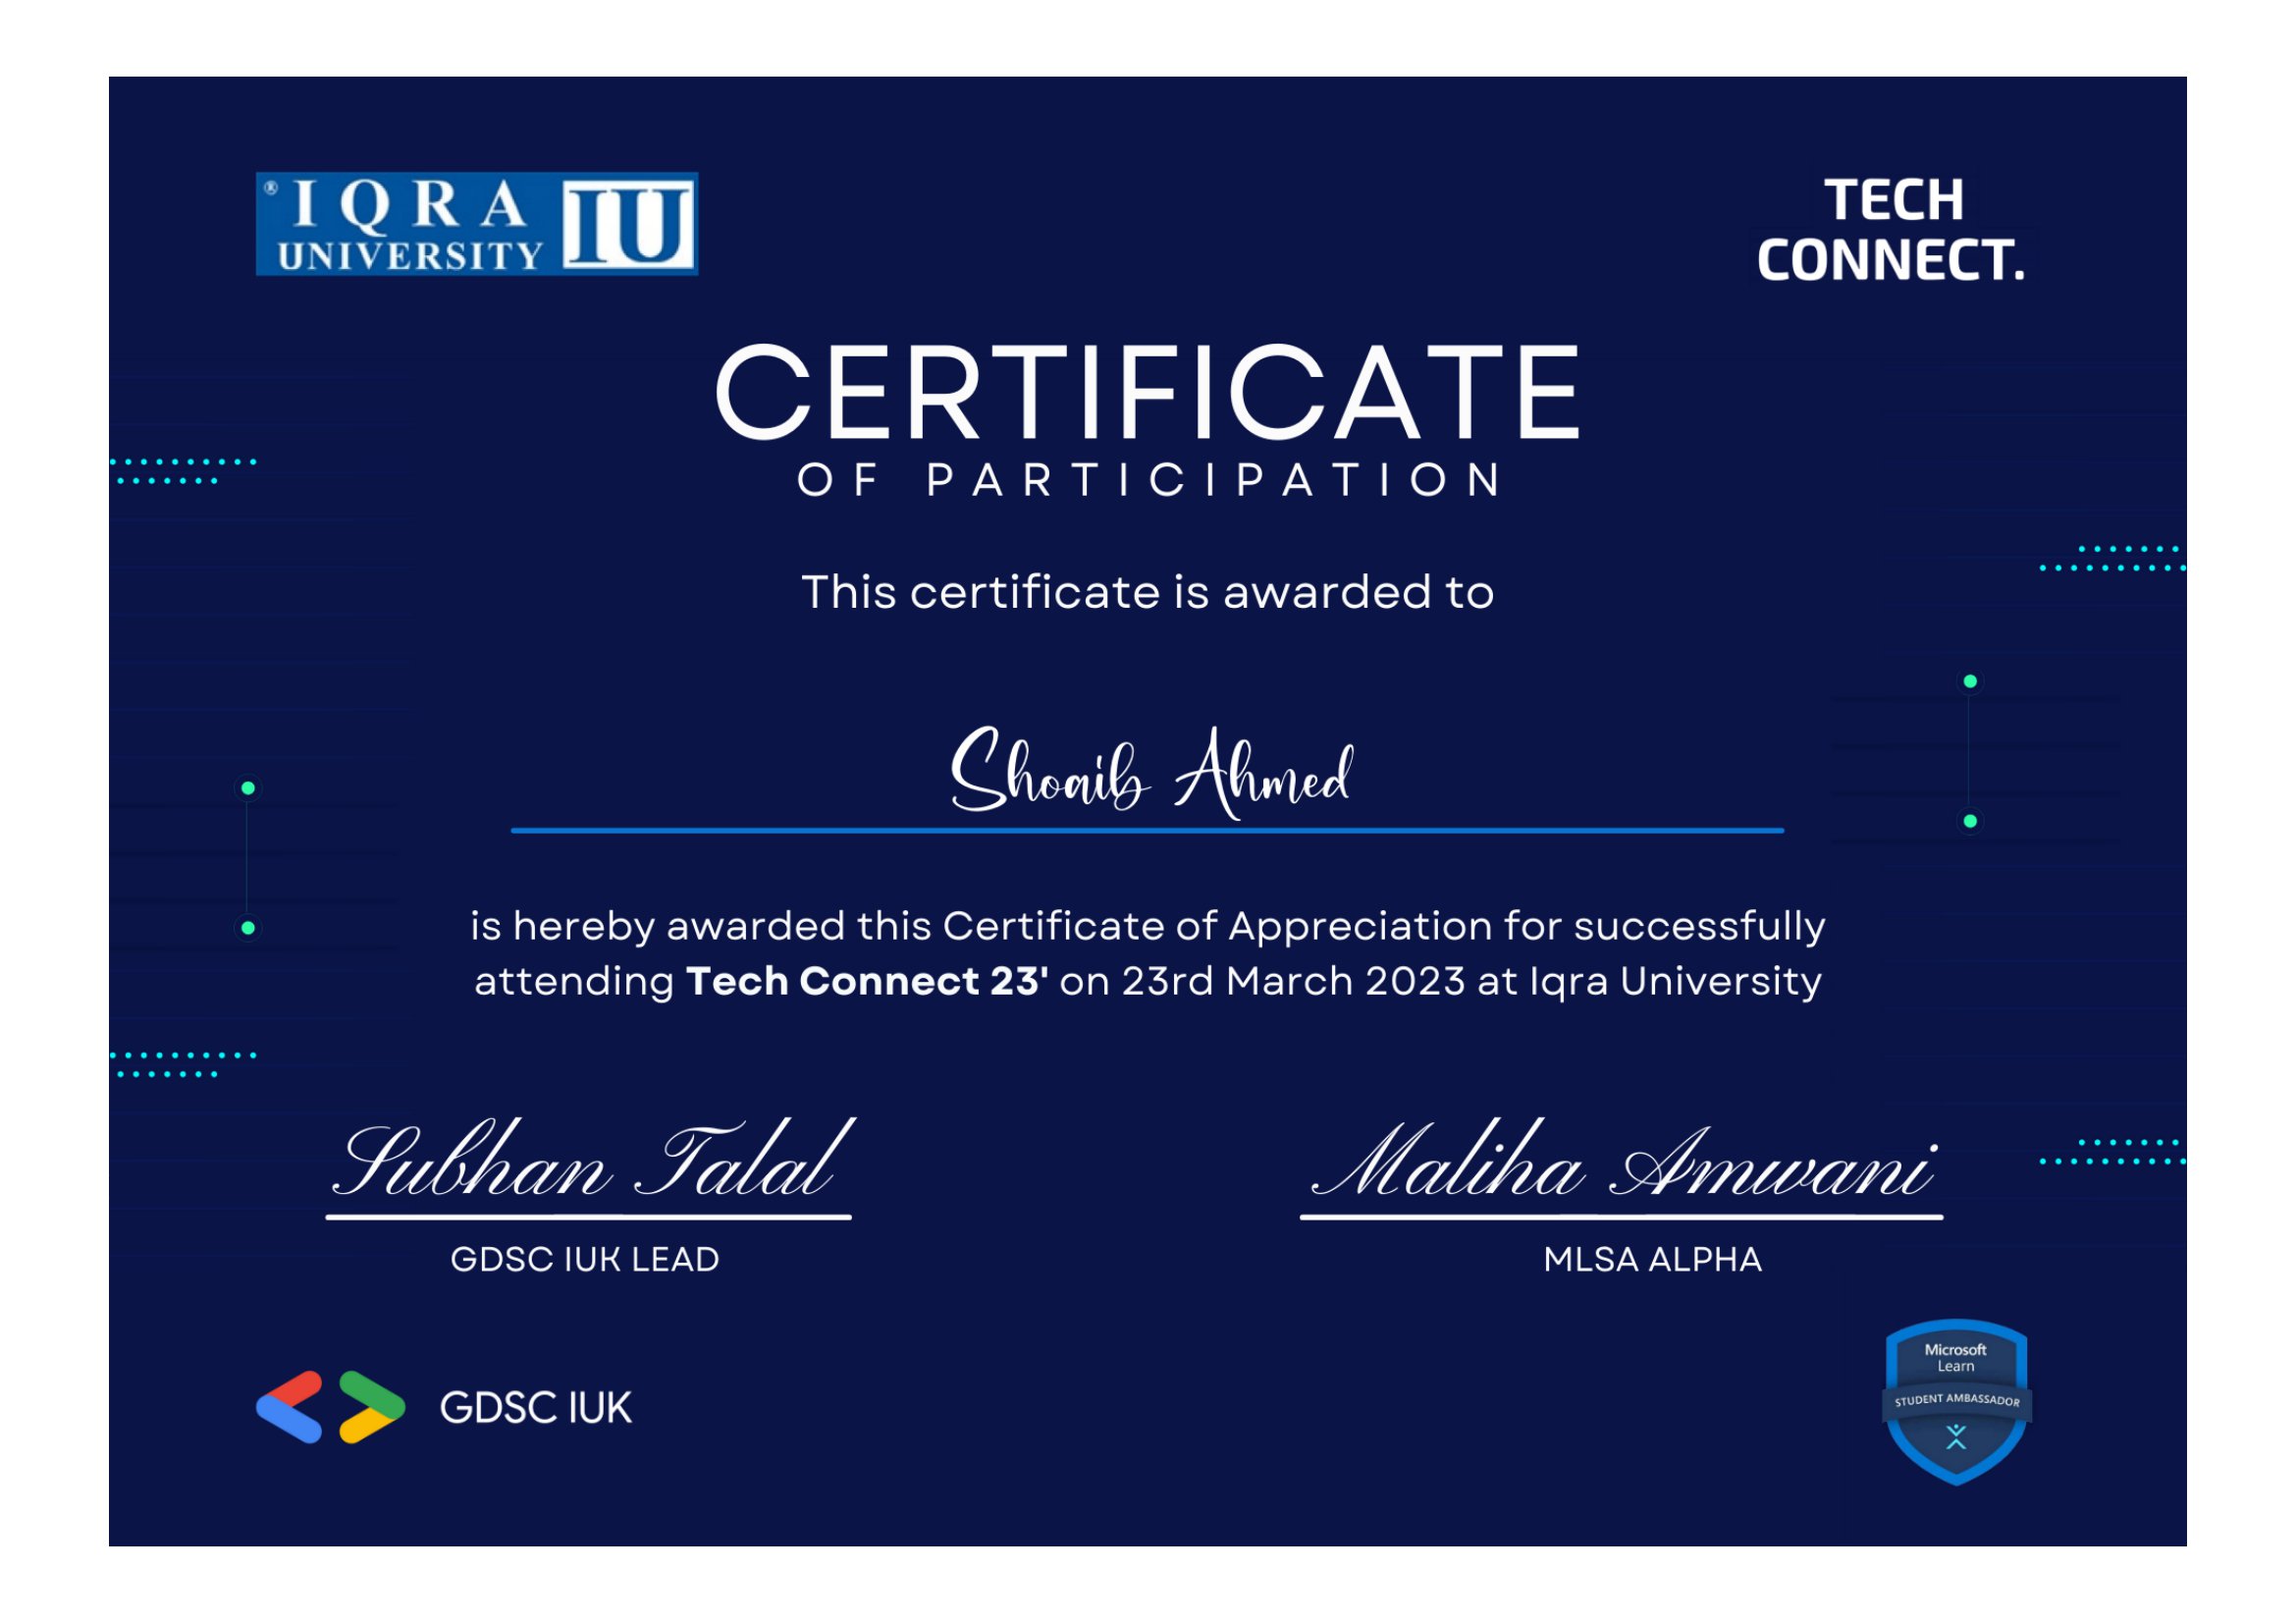 ® IQRA
UNIVERSITY IU
TECH
CONNECT.
CERTIFICATE
OF PARTICIPATION
This certificate is awarded to
Shoaib Ahmed
is hereby awarded this Certificate of Appreciation for successfully
attending Tech Connect 23' on 23rd March 2023 at Iqra University
Subhan Talal
GDSC IUK LEAD
Maliha Amwani
MLSA ALPHA
GDSC IUK
Microsoft
Learn
STUDENT AMBASSADOR